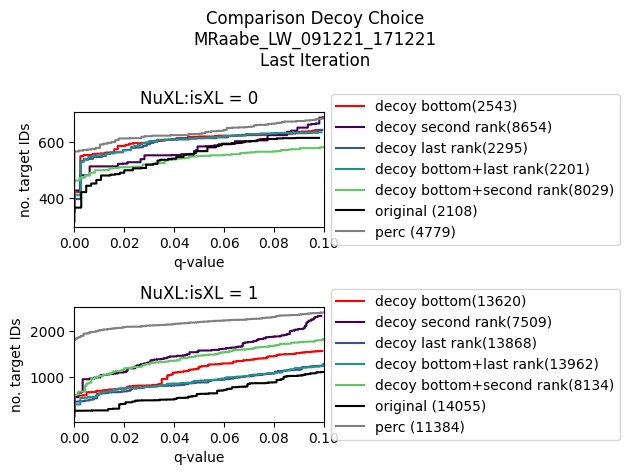 Comparison Decoy Choice
MRaabe_LW_091221_171221
Last Iteration
NuXL:isXL = 0
no. target IDs
600
400
0.00 0.02 0.04 0.06 0.08 0.10
q-value
decoy bottom(2543)
decoy second rank(8654)
decoy last rank(2295)
decoy bottom+last rank(2201)
decoy bottom+second rank(8029)
original (2108)
perc (4779)
NuXL:isXL = 1
no. target IDs
2000
1000
0.00 0.02 0.04 0.06 0.08 0.10
q-value
decoy bottom(13620)
decoy second rank(7509)
decoy last rank(13868)
decoy bottom+last rank(13962)
decoy bottom+second rank(8134)
original (14055)
perc (11384)